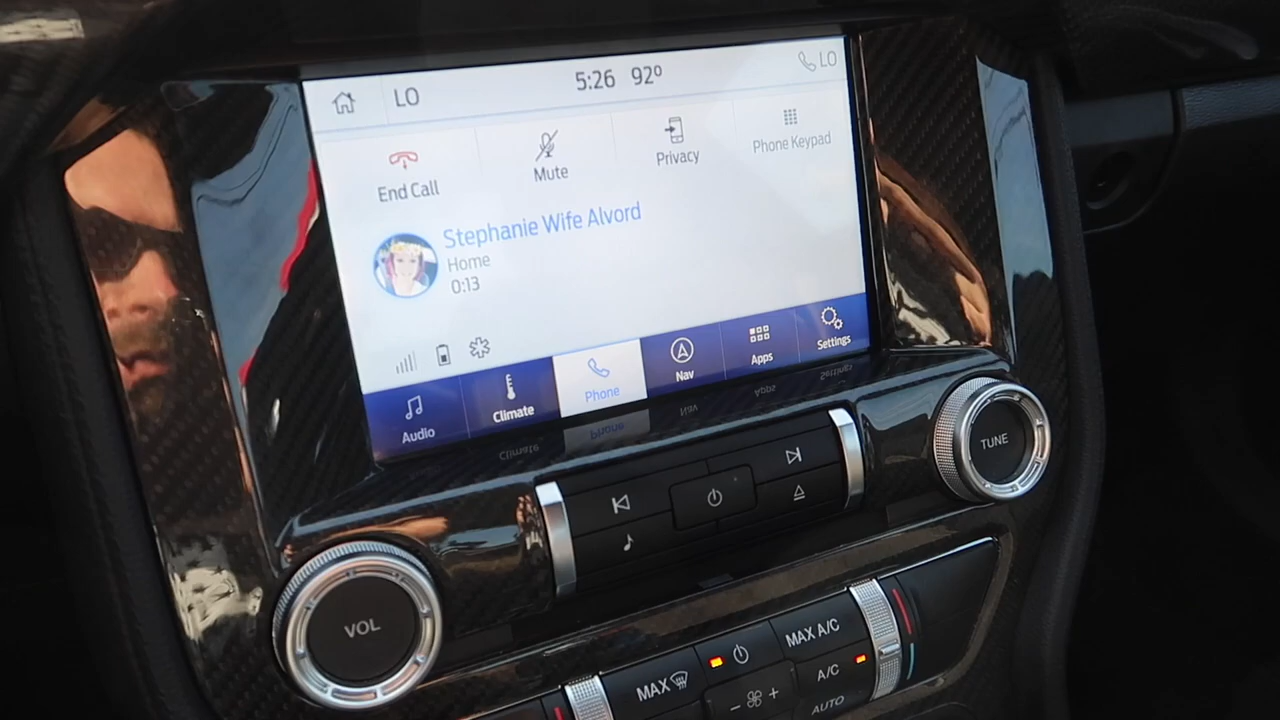 LO
5:26 92º
LO
End Call
Mute
Privacy
Phone Keypad
Stephanie Wife Alvord
Home
0:13
Audio
Climate
Phone
Nav
Apps
Settings
VOL
TUNE
MAX
MAX A/C
A/C
AUTO